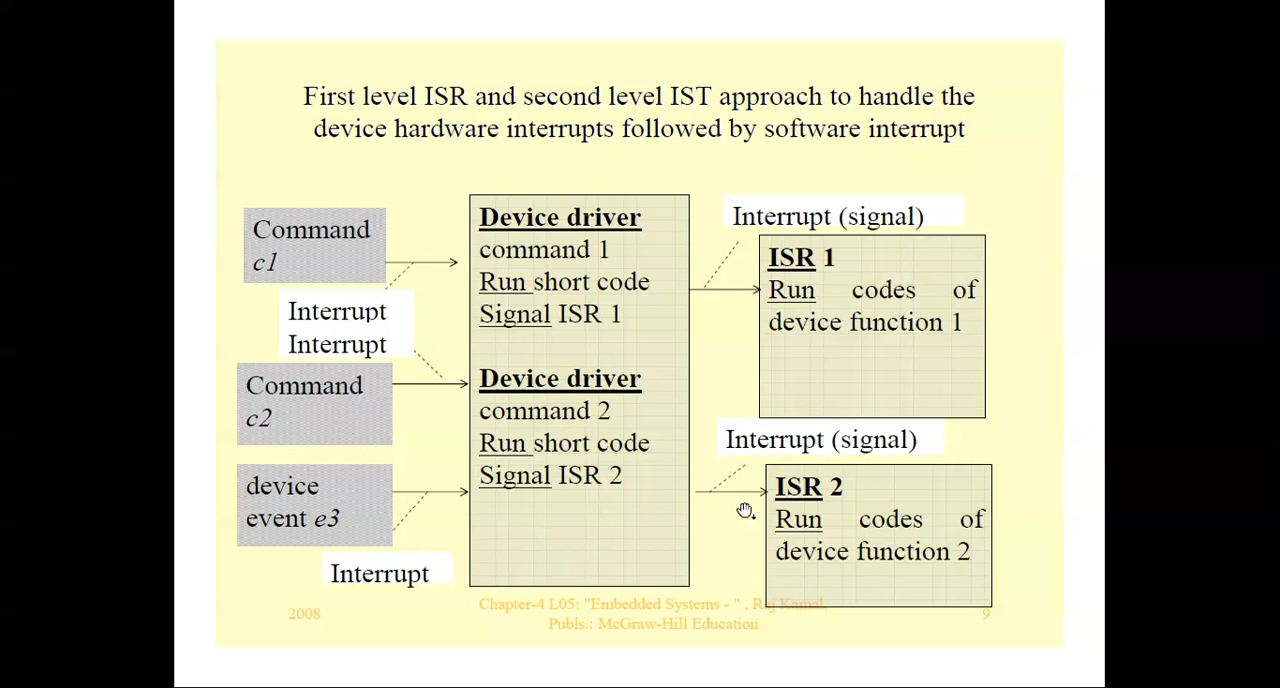 First level ISR and second level IST approach to handle the
device hardware interrupts followed by software interrupt
Command
c1
Interrupt
Interrupt
Command
c2
device
event e3
Interrupt
Device driver
command 1
Run short code
Signal ISR 1
Device driver
command 2
Run short code
Signal ISR 2
Interrupt (signal)
ISR 1
Run codes of
device function 1
Interrupt (signal)
ISR 2
Run codes of
device function 2
2008
Chapter-4 L05: "Embedded Systems - " , Raj Kamal,
Publs.: McGraw-Hill Education
9